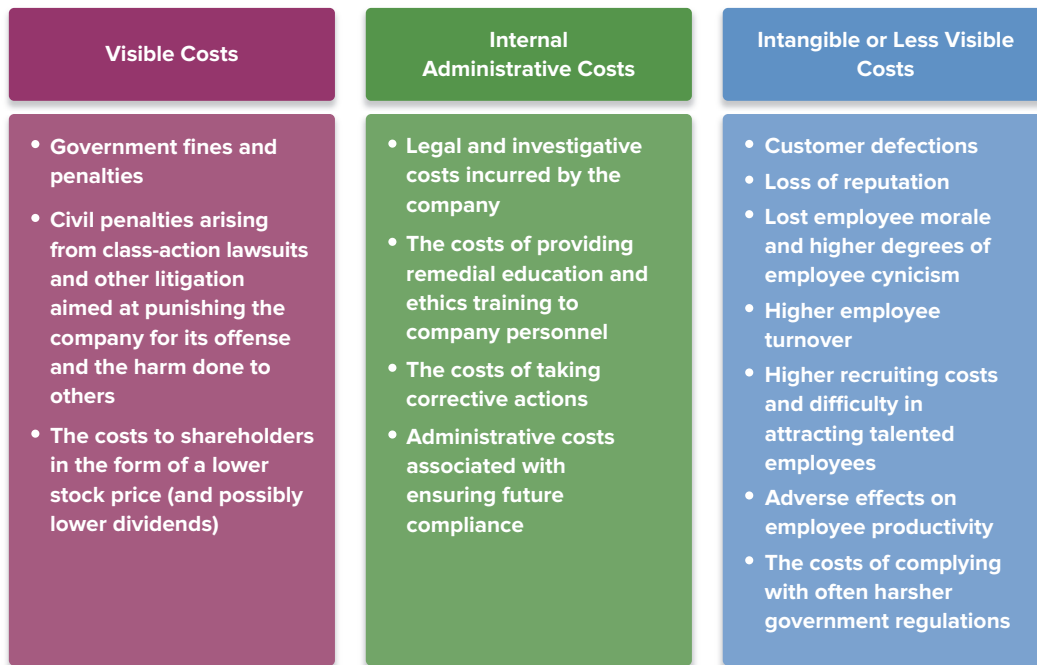 Visible Costs
• Government fines and
penalties
• Civil penalties arising
from class-action lawsuits
and other litigation
aimed at punishing the
company for its offense
and the harm done to
others
• The costs to shareholders
in the form of a lower
stock price (and possibly
lower dividends)
Internal
Administrative Costs
• Legal and investigative
costs incurred by the
company
• The costs of providing
remedial education and
ethics training to
company personnel
• The costs of taking
corrective actions
• Administrative costs
associated with
ensuring future
compliance
Intangible or Less Visible
Costs
• Customer defections
• Loss of reputation
• Lost employee morale
and higher degrees of
employee cynicism
• Higher employee
turnover
• Higher recruiting costs
and difficulty in
attracting talented
employees
• Adverse effects on
employee productivity
• The costs of complying
with often harsher
government regulations